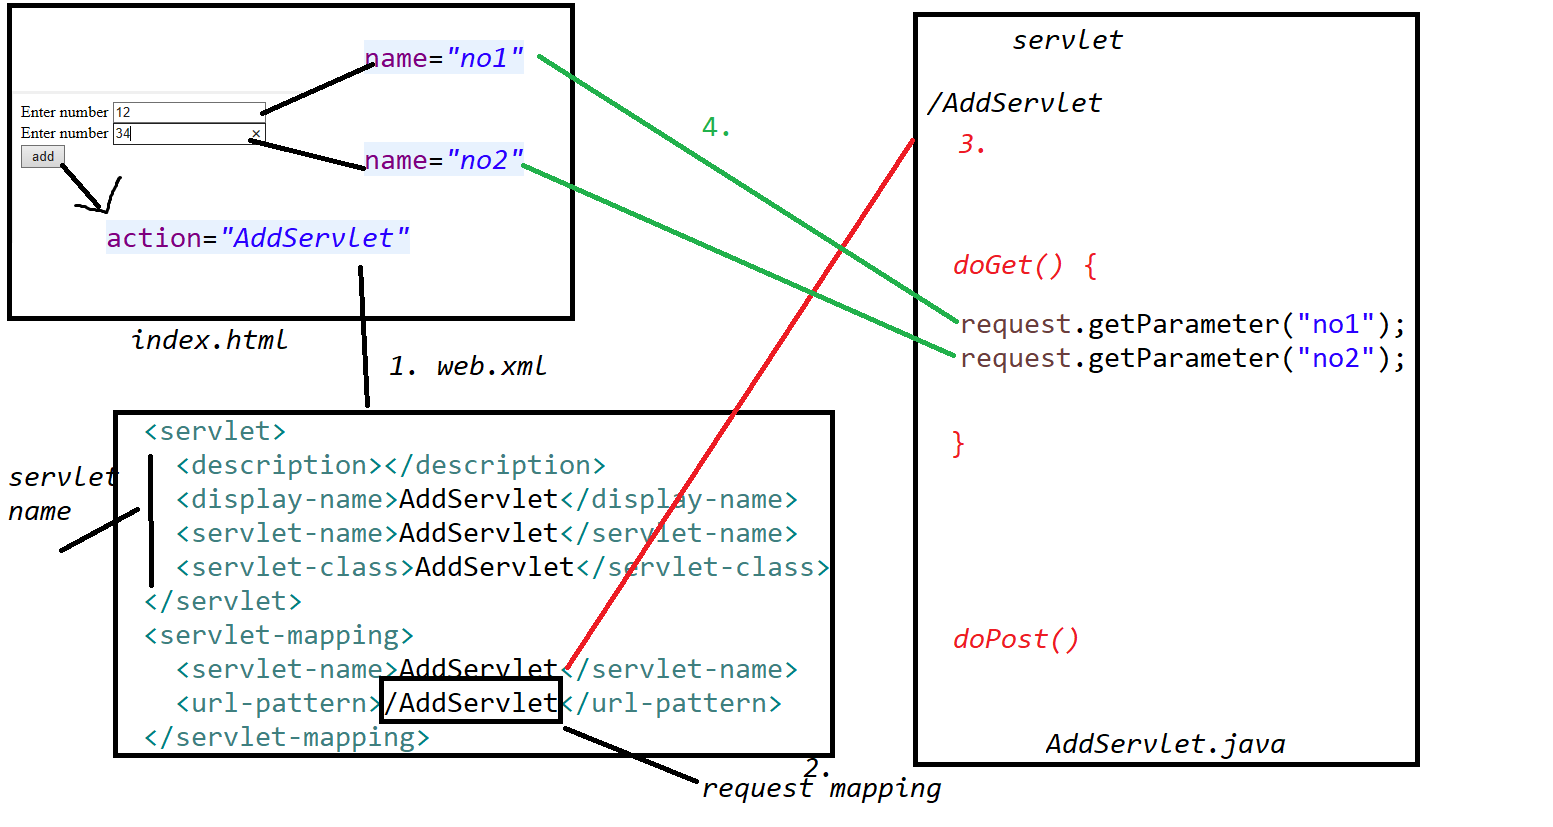 name="no1"
Enter number 12
Enter number 34 ×
add
name="no2"
action="AddServlet"
index.html
1. web.xml
<servlet>
<description></description>
<display-name>AddServlet</display-name>
<servlet-name>AddServlet</servlet-name>
<servlet-class>AddServlet</servlet-class>
</servlet>
<servlet-mapping>
<servlet-name>AddServlet</servlet-name>
<url-pattern>/AddServlet</url-pattern>
</servlet-mapping>
servlet
name
2.
request mapping
4.
servlet
/AddServlet
3.
doGet() {
request.getParameter("no1");
request.getParameter("no2");
}
doPost()
AddServlet.java